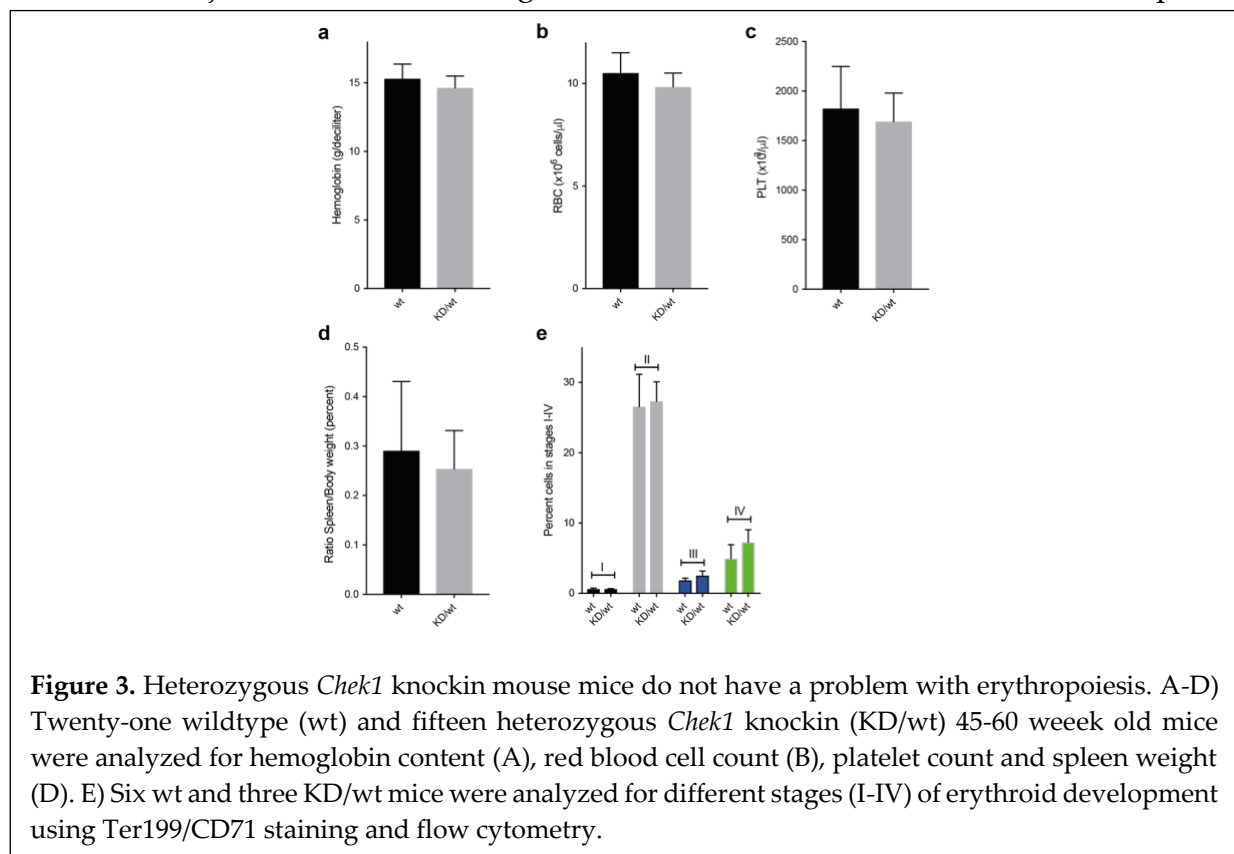 a
b
c
Hemoglobin (g/deciliter)
15
10
5
0
wt
KD/wt
RBC (x10⁶ cells/µl)
10
5
0
wt
KD/wt
PLT (x10³/µl)
2500
2000
1500
1000
500
0
wt
KD/wt
d
e
Ratio Spleen/Body weight (percent)
0.5
0.4
0.3
0.2
0.1
0.0
wt
KD/wt
Percent cells in stages I-IV
30
20
10
0
I
II
III
IV
wt
KD/wt
wt
KD/wt
wt
KD/wt
wt
KD/wt
Figure 3. Heterozygous Chek1 knockin mouse mice do not have a problem with erythropoiesis. A-D)
Twenty-one wildtype (wt) and fifteen heterozygous Chek1 knockin (KD/wt) 45-60 weeek old mice
were analyzed for hemoglobin content (A), red blood cell count (B), platelet count and spleen weight
(D). E) Six wt and three KD/wt mice were analyzed for different stages (I-IV) of erythroid development
using Ter199/CD71 staining and flow cytometry.